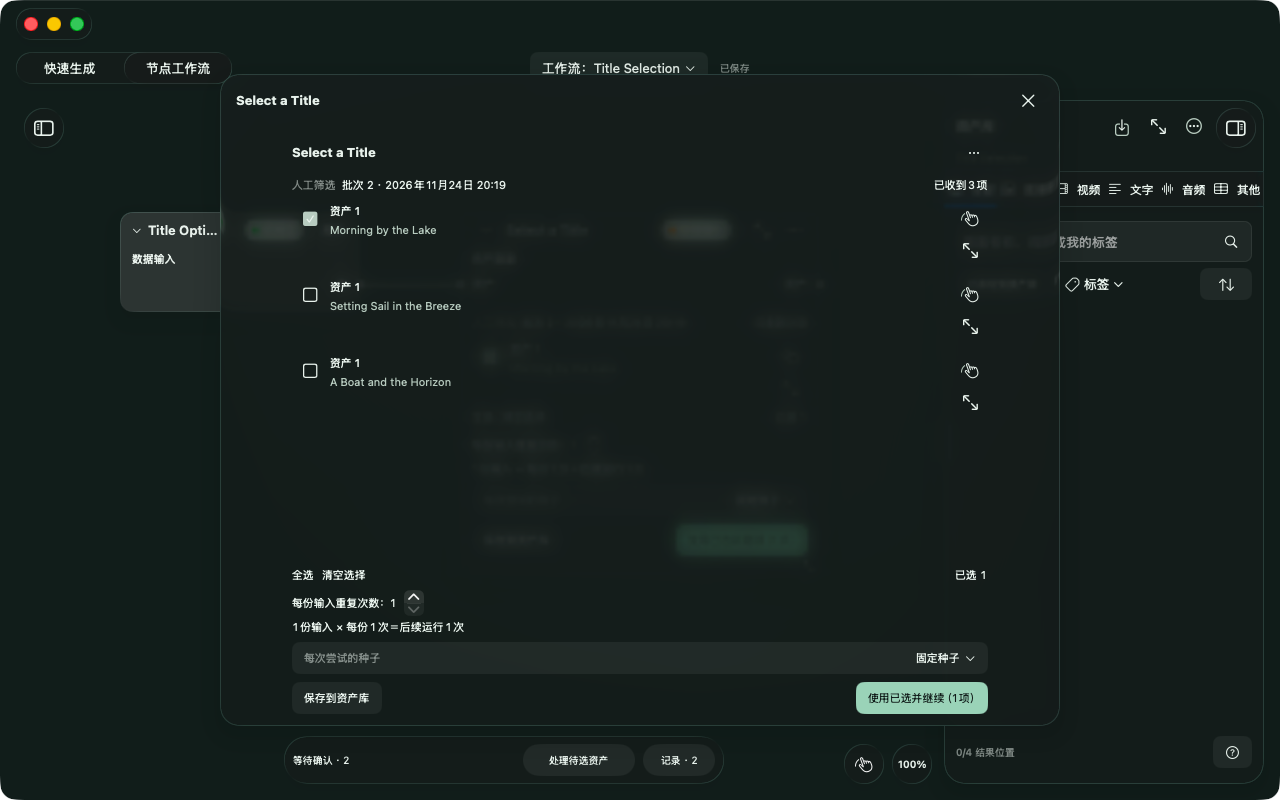 快速生成
节点工作流
工作流：Title Selection
已保存
Select a Title
Select a Title
...
人工筛选 批次 2 · 2026年11月24日 20:19
已收到3项
资产 1
Morning by the Lake
资产 1
Setting Sail in the Breeze
资产 1
A Boat and the Horizon
全选 清空选择
已选 1
每份输入重复次数：1
1份输入 × 每份1次=后续运行1次
每次尝试的种子
固定种子
保存到资产库
使用已选并继续 (1项)
Title Opti...
数据输入
视频 文字 音频 其他
或我的标签
标签
0/4 结果位置
等待确认 · 2
处理待选资产
记录 · 2
100%